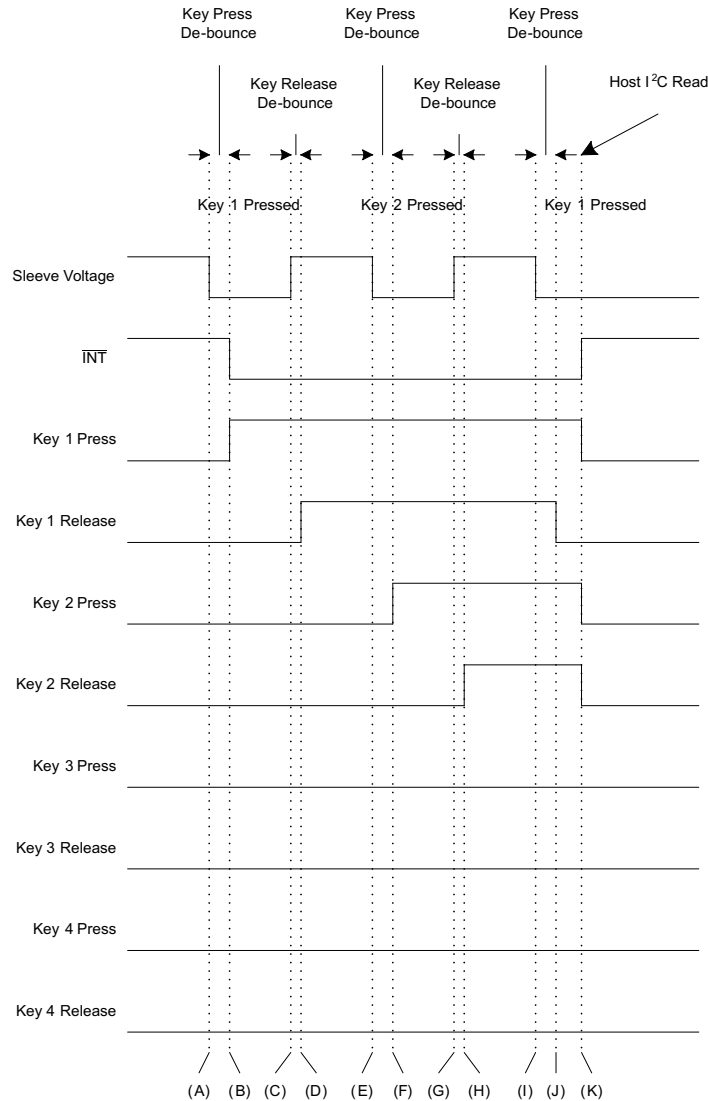 Key Press
De-bounce
Key Press
De-bounce
Key Press
De-bounce
Key Release
De-bounce
Key Release
De-bounce
Host I²C Read
Key 1 Pressed
Key 2 Pressed
Key 1 Pressed
Sleeve Voltage
INT
Key 1 Press
Key 1 Release
Key 2 Press
Key 2 Release
Key 3 Press
Key 3 Release
Key 4 Press
Key 4 Release
(A) (B) (C) (D) (E) (F) (G) (H) (I) (J) (K)